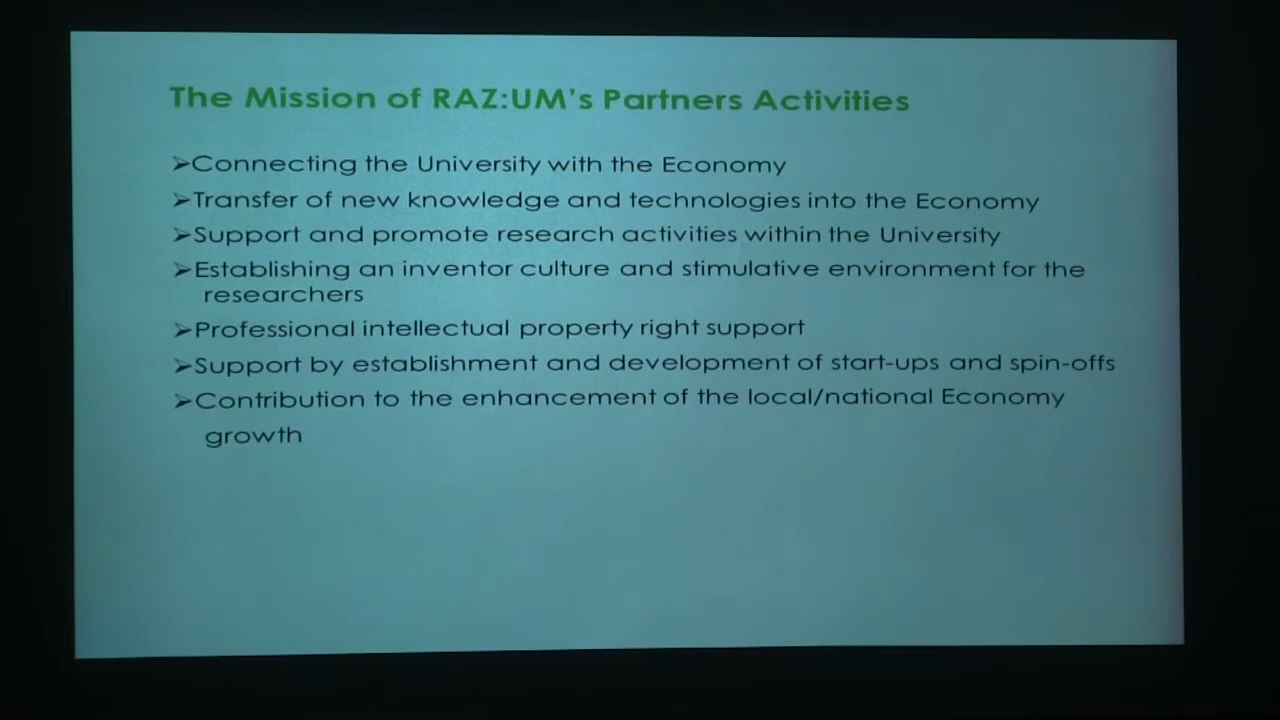 The Mission of RAZ:UM's Partners Activities
➢Connecting the University with the Economy
➢Transfer of new knowledge and technologies into the Economy
➢Support and promote research activities within the University
➢Establishing an inventor culture and stimulative environment for the
researchers
➢Professional intellectual property right support
➢Support by establishment and development of start-ups and spin-offs
➢Contribution to the enhancement of the local/national Economy
growth